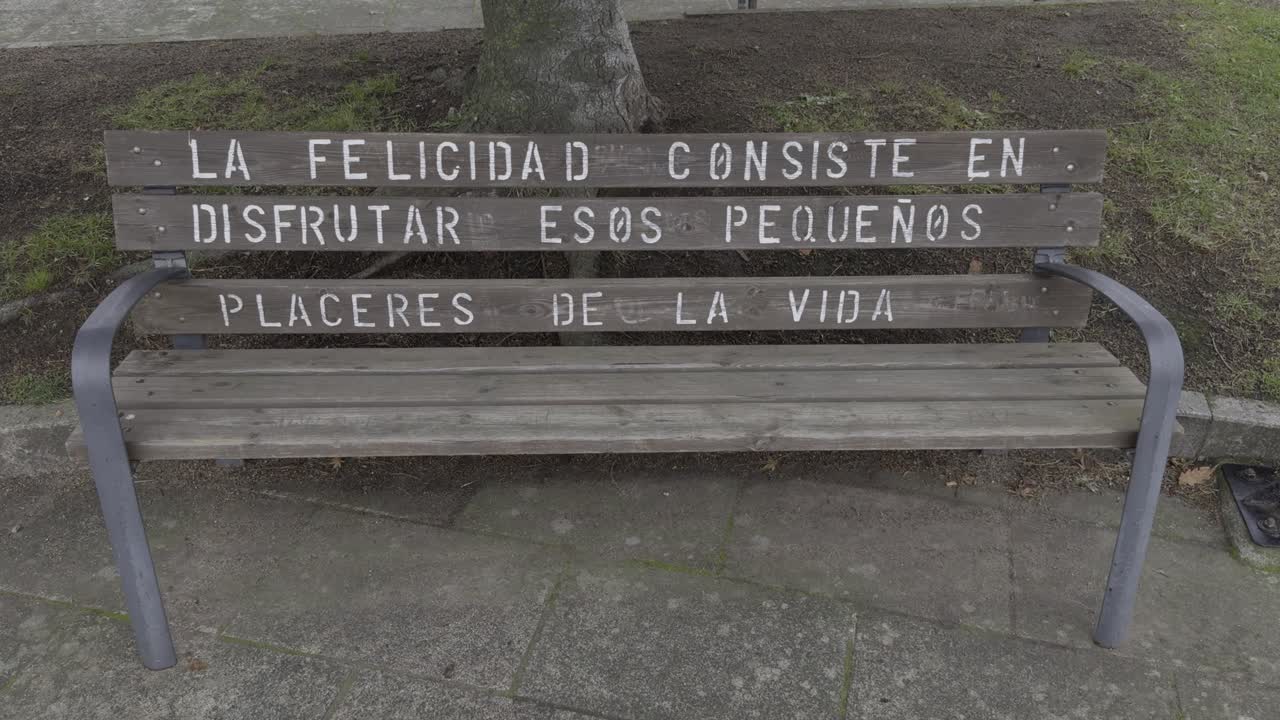 LA FELICIDAD CONSISTE EN
DISFRUTAR ESOS PEQUEÑOS
PLACERES DE LA VIDA